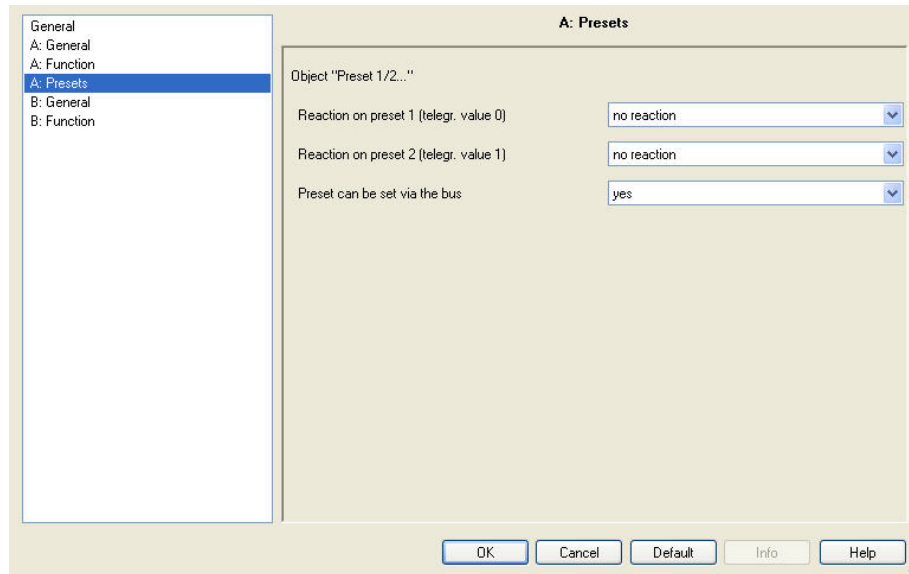 General
A: General
A: Function
A: Presets
B: General
B: Function
A: Presets
Object "Preset 1/2..."
Reaction on preset 1 (telegr. value 0)
no reaction
Reaction on preset 2 (telegr. value 1)
no reaction
Preset can be set via the bus
yes
OK
Cancel
Default
Info
Help